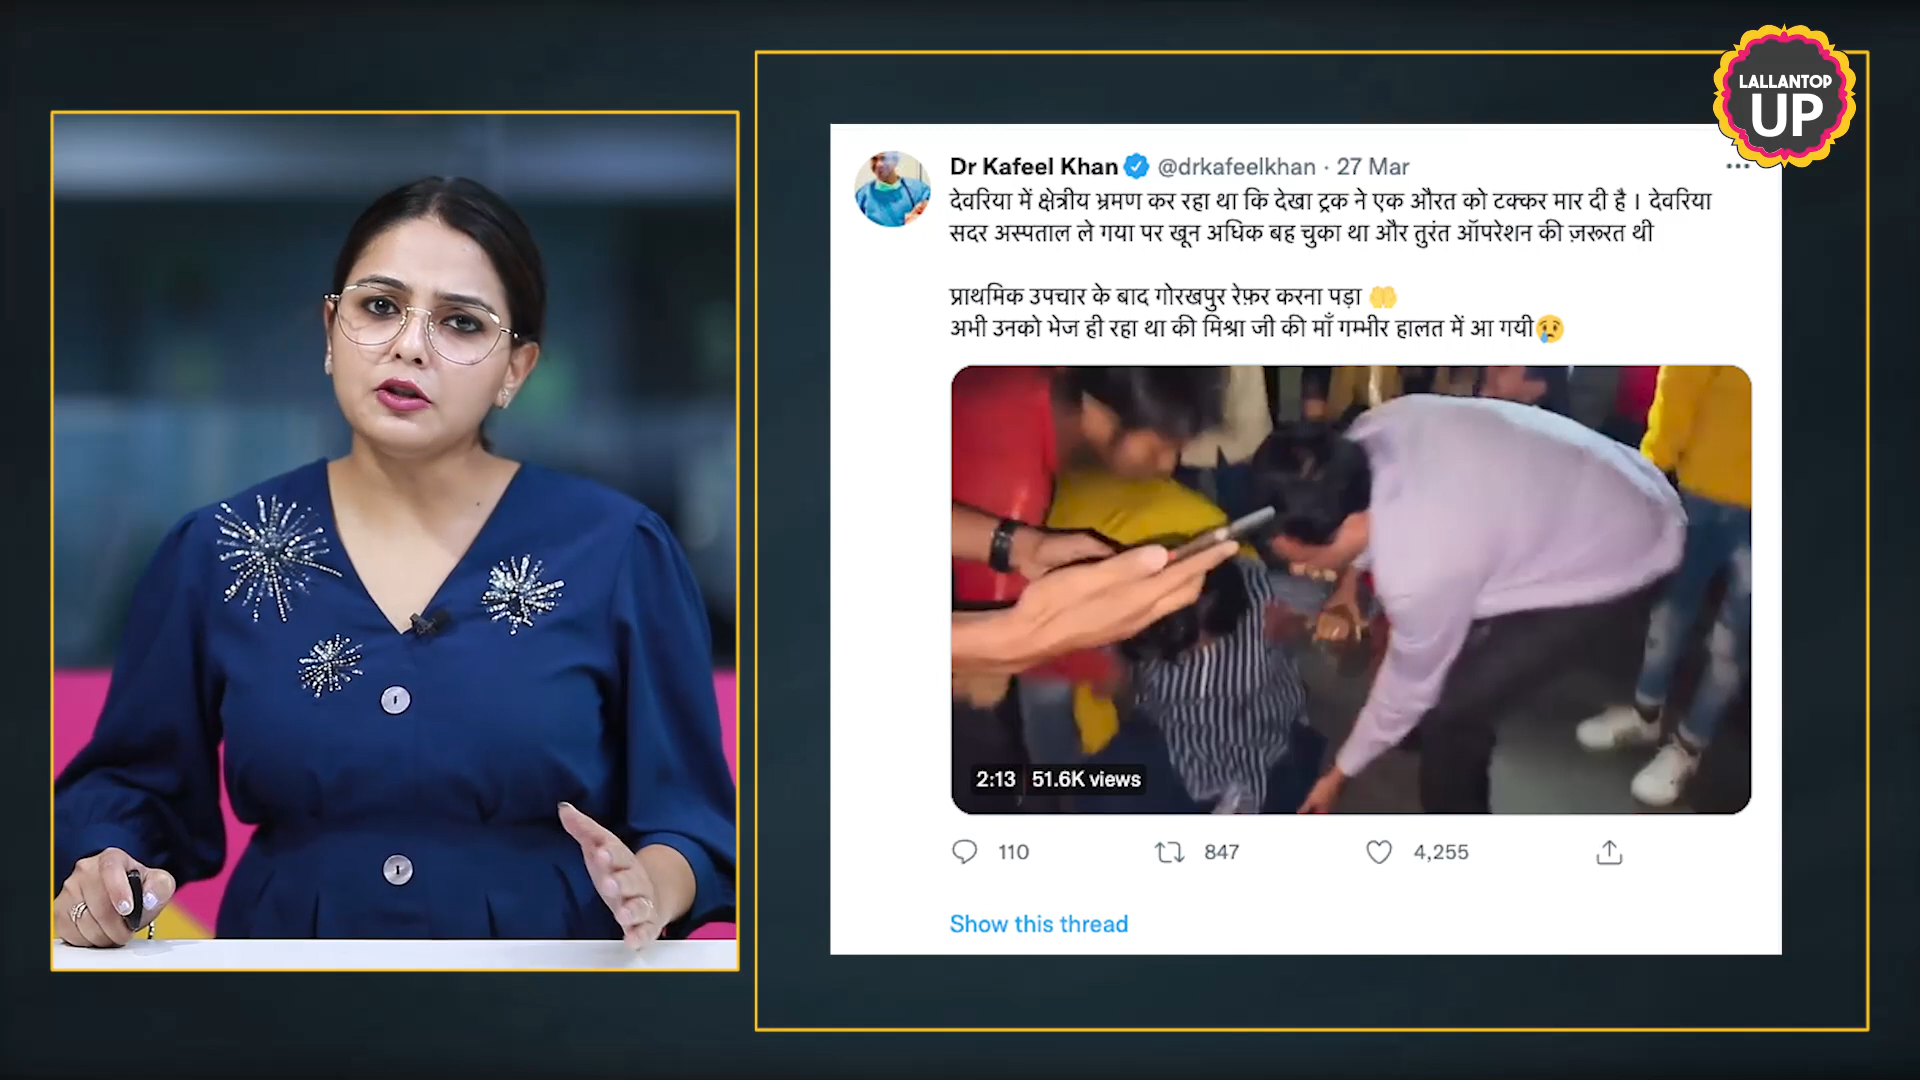 LALLANTOP
UP
Dr Kafeel Khan @drkafeelkhan · 27 Mar
देवरिया में क्षेत्रीय भ्रमण कर रहा था कि देखा ट्रक ने एक औरत को टक्कर मार दी है । देवरिया
सदर अस्पताल ले गया पर खून अधिक बह चुका था और तुरंत ऑपरेशन की ज़रूरत थी
प्राथमिक उपचार के बाद गोरखपुर रेफ़र करना पड़ा 🤲
अभी उनको भेज ही रहा था की मिश्रा जी की माँ गम्भीर हालत में आ गयी😢
2:13 51.6K views
110 847 4,255
Show this thread